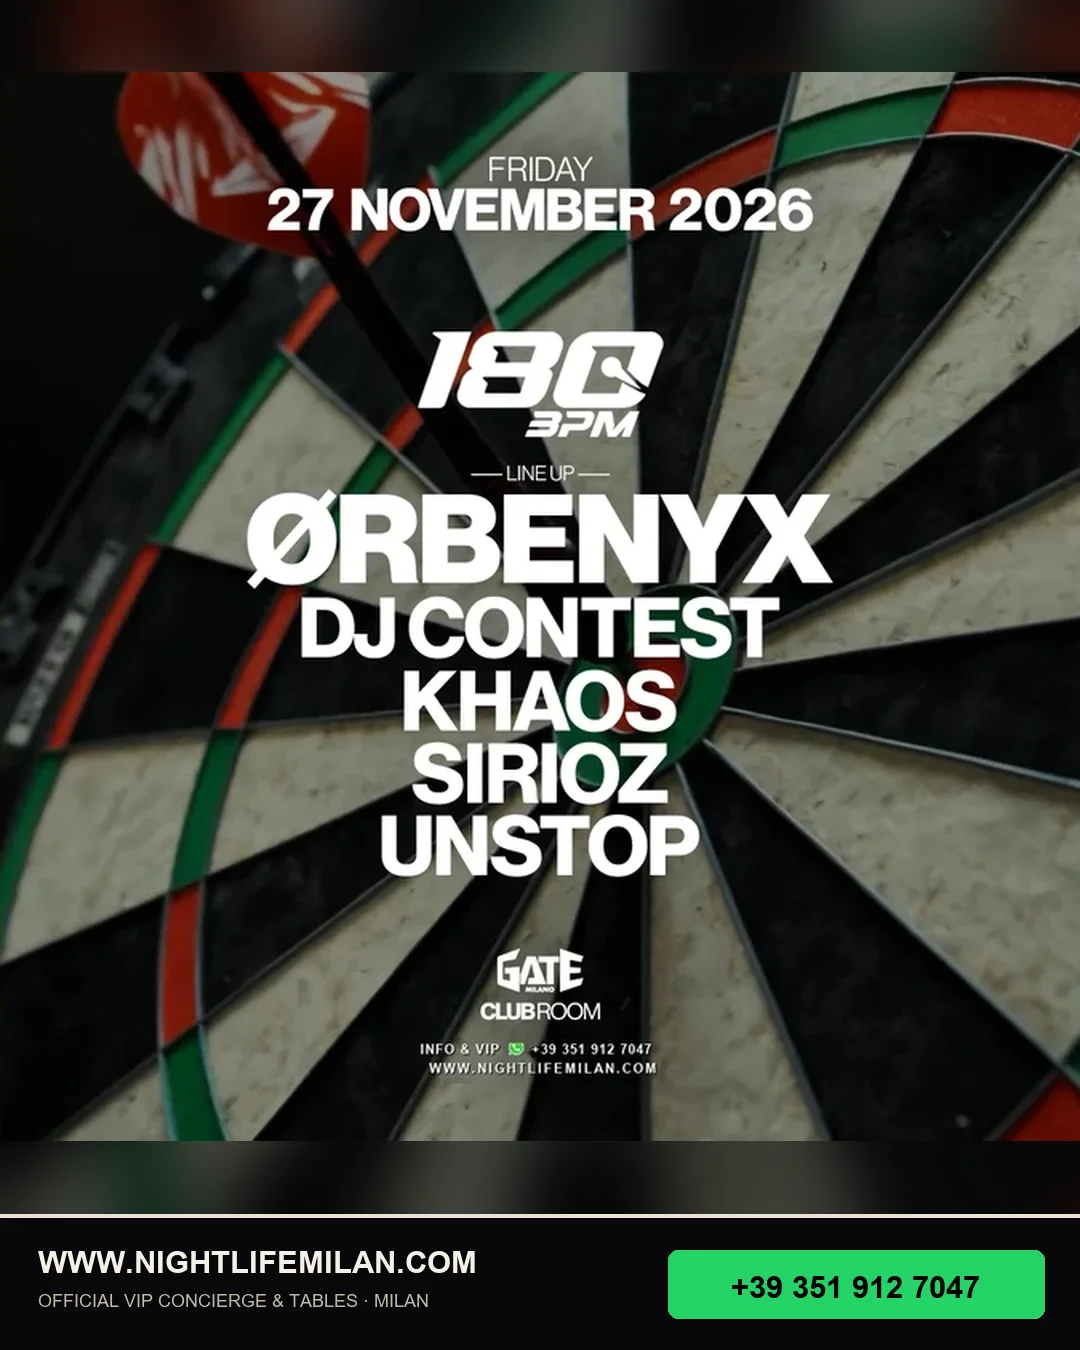 FRIDAY
27 NOVEMBER 2026
180
BPM
LINE UP
ØRBENYX
DJ CONTEST
KHAOS
SIRIOZ
UNSTOP
GATE
MILANO
CLUBROOM
INFO & VIP +39 351 912 7047
WWW.NIGHTLIFEMILAN.COM
WWW.NIGHTLIFEMILAN.COM
OFFICIAL VIP CONCIERGE & TABLES · MILAN
+39 351 912 7047